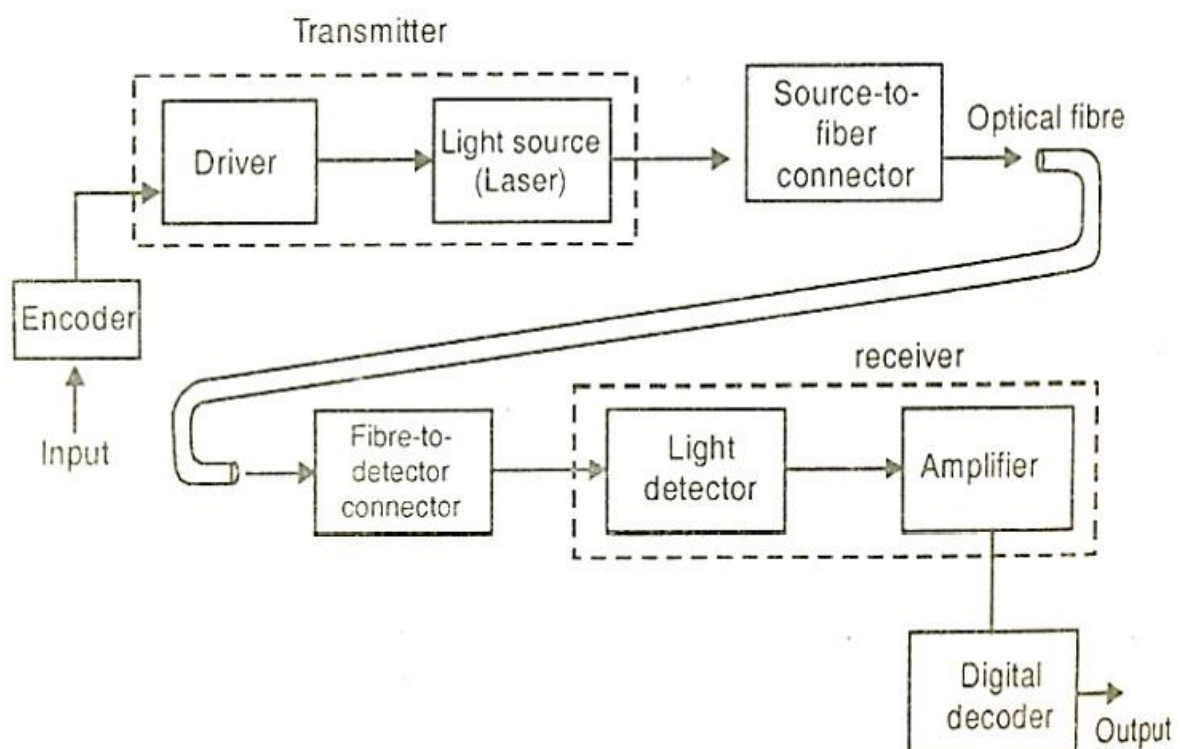 Transmitter
Driver
Light source
(Laser)
Source-to-
fiber
connector
Optical fibre
Encoder
Input
receiver
Fibre-to-
detector
connector
Light
detector
Amplifier
Digital
decoder
Output